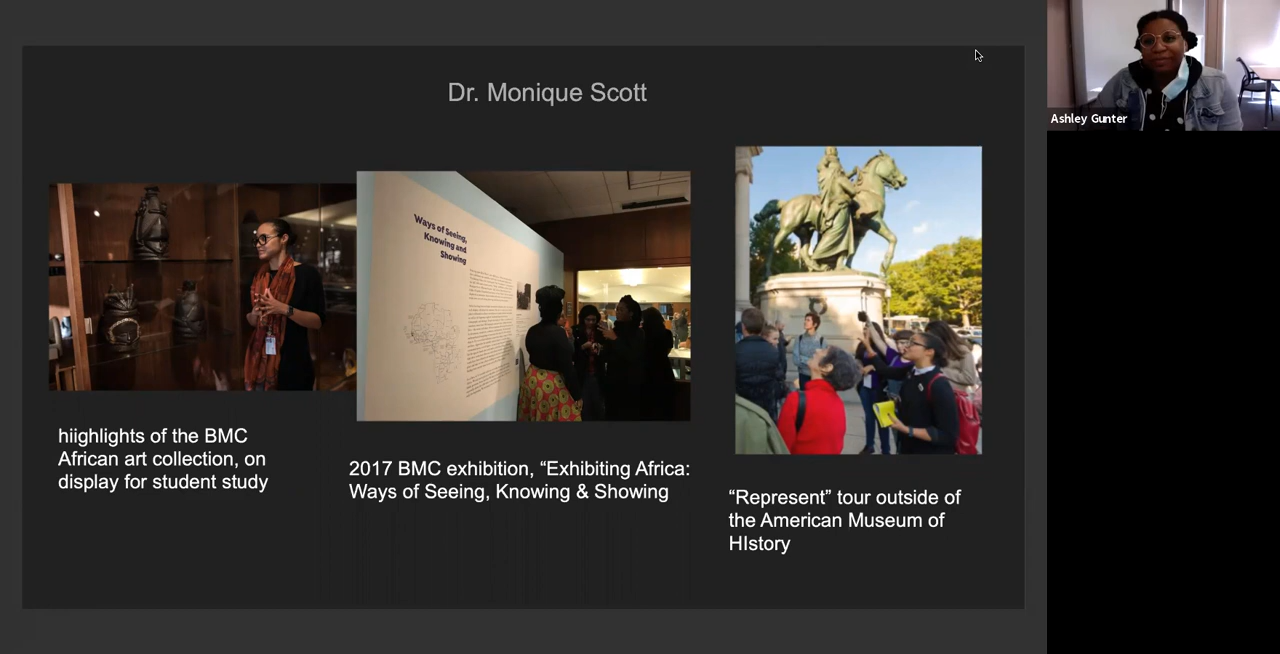 Dr. Monique Scott
Ashley Gunter
Ways of Seeing,
Knowing and
Showing
hiighlights of the BMC
African art collection, on
display for student study
2017 BMC exhibition, “Exhibiting Africa:
Ways of Seeing, Knowing & Showing
“Represent” tour outside of
the American Museum of
HIstory